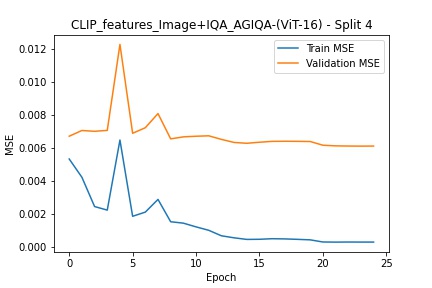 CLIP_features_Image+IQA_AGIQA-(ViT-16) - Split 4
Train MSE
Validation MSE
MSE
0.012
0.010
0.008
0.006
0.004
0.002
0.000
0 5 10 15 20 25
Epoch